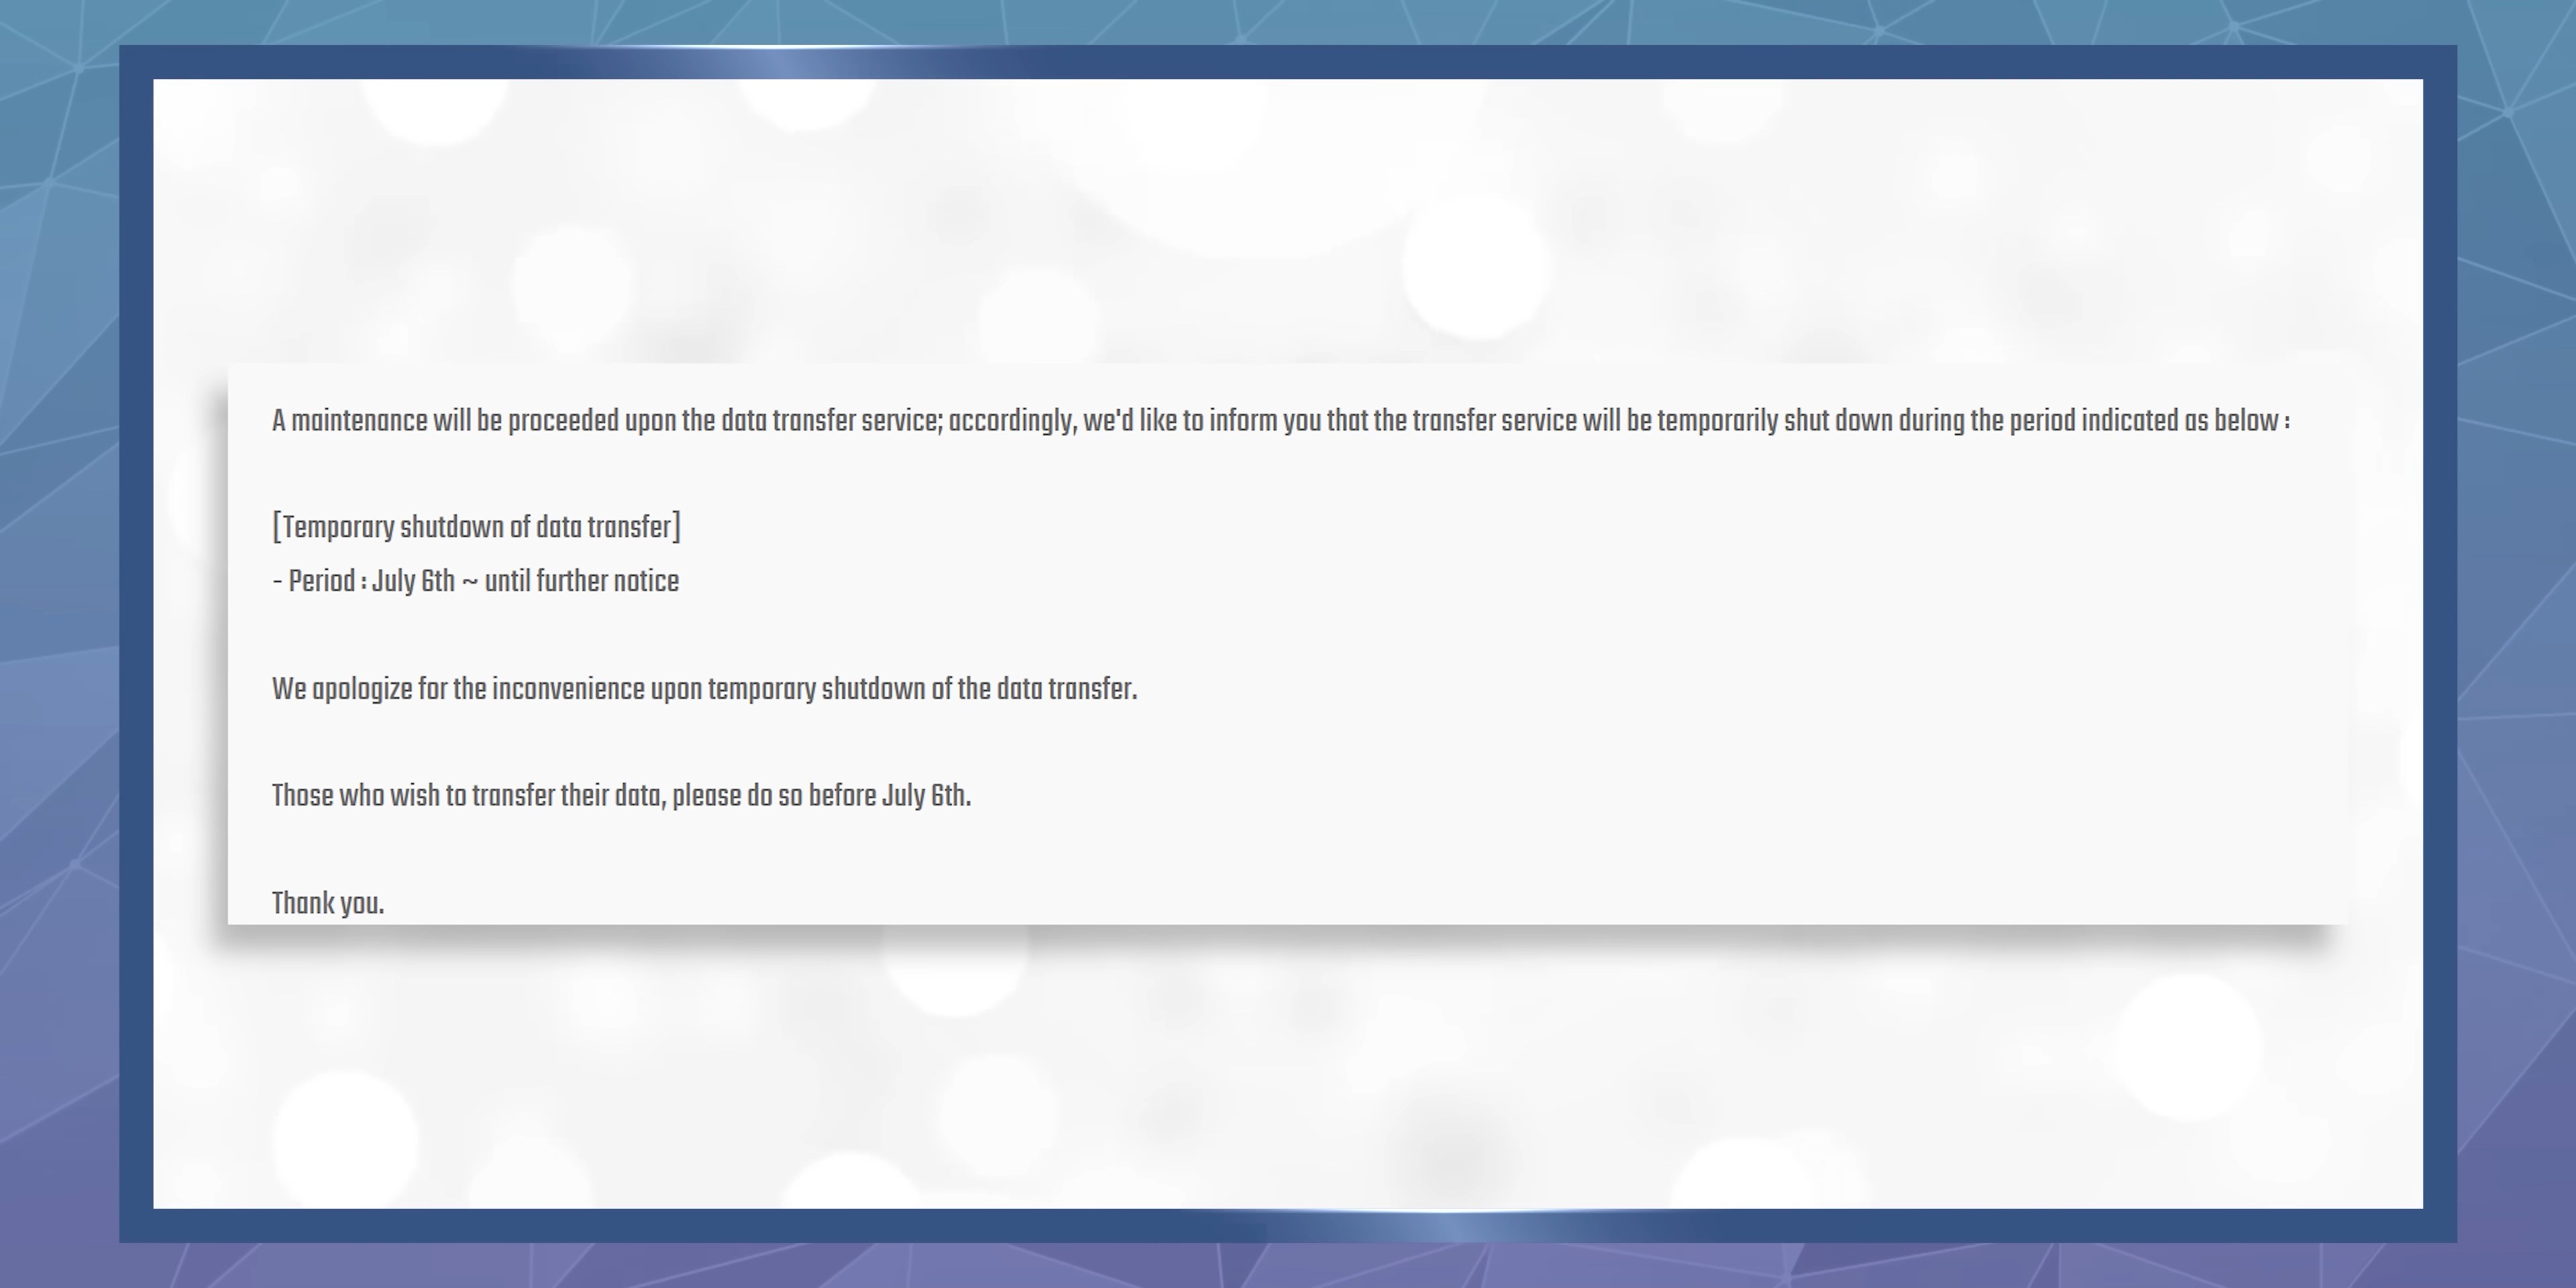 A maintenance will be proceeded upon the data transfer service; accordingly, we'd like to inform you that the transfer service will be temporarily shut down during the period indicated as below :
[Temporary shutdown of data transfer]
- Period : July 6th ~ until further notice
We apologize for the inconvenience upon temporary shutdown of the data transfer.
Those who wish to transfer their data, please do so before July 6th.
Thank you.